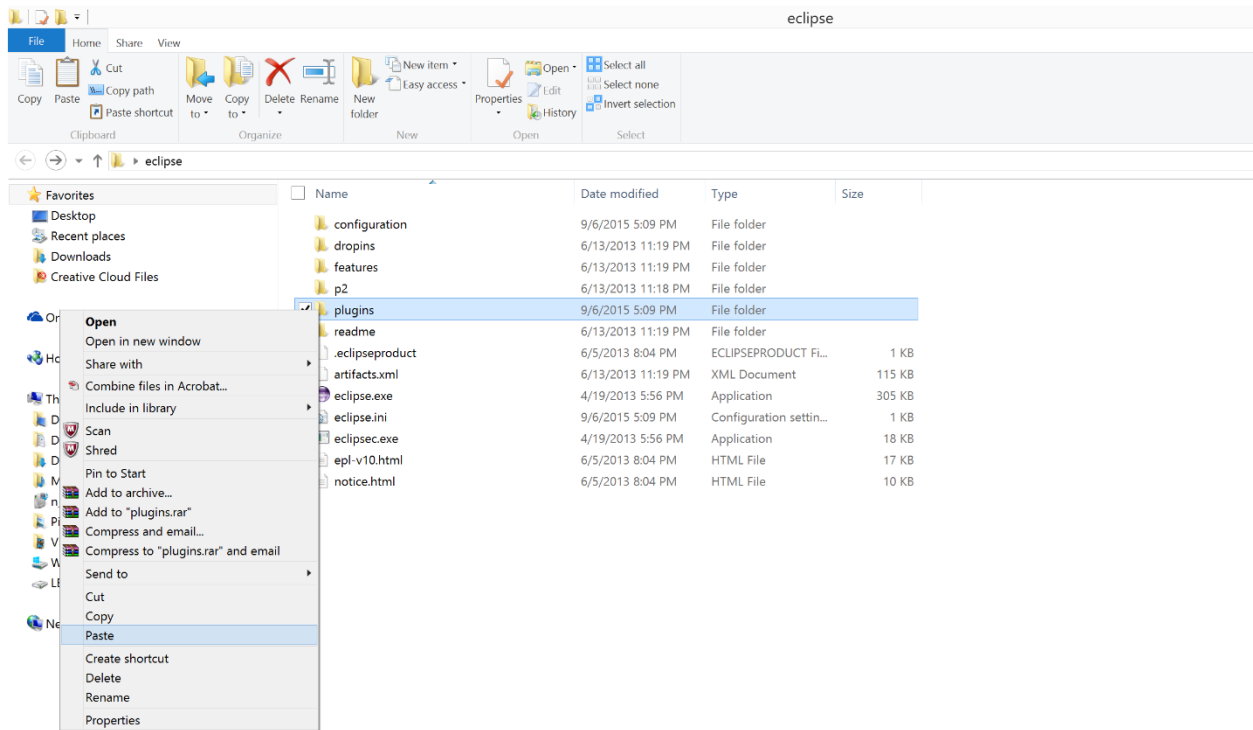 eclipse
File Home Share View
Copy Paste Cut Copy path Paste shortcut Move to Copy to Delete Rename New folder New item Easy access Properties Open Edit History Select all Select none Invert selection
Clipboard Organize New Open Select
eclipse
Favorites
Desktop
Recent places
Downloads
Creative Cloud Files
Name Date modified Type Size
configuration 9/6/2015 5:09 PM File folder
dropins 6/13/2013 11:19 PM File folder
features 6/13/2013 11:19 PM File folder
p2 6/13/2013 11:18 PM File folder
plugins 9/6/2015 5:09 PM File folder
readme 6/13/2013 11:19 PM File folder
.eclipseproduct 6/5/2013 8:04 PM ECLIPSEPRODUCT Fi... 1 KB
artifacts.xml 6/13/2013 11:19 PM XML Document 115 KB
eclipse.exe 4/19/2013 5:56 PM Application 305 KB
eclipse.ini 9/6/2015 5:09 PM Configuration settin... 1 KB
eclipsec.exe 4/19/2013 5:56 PM Application 18 KB
epl-v10.html 6/5/2013 8:04 PM HTML File 17 KB
notice.html 6/5/2013 8:04 PM HTML File 10 KB
Open
Open in new window
Share with
Combine files in Acrobat...
Include in library
Scan
Shred
Pin to Start
Add to archive...
Add to "plugins.rar"
Compress and email...
Compress to "plugins.rar" and email
Send to
Cut
Copy
Paste
Create shortcut
Delete
Rename
Properties